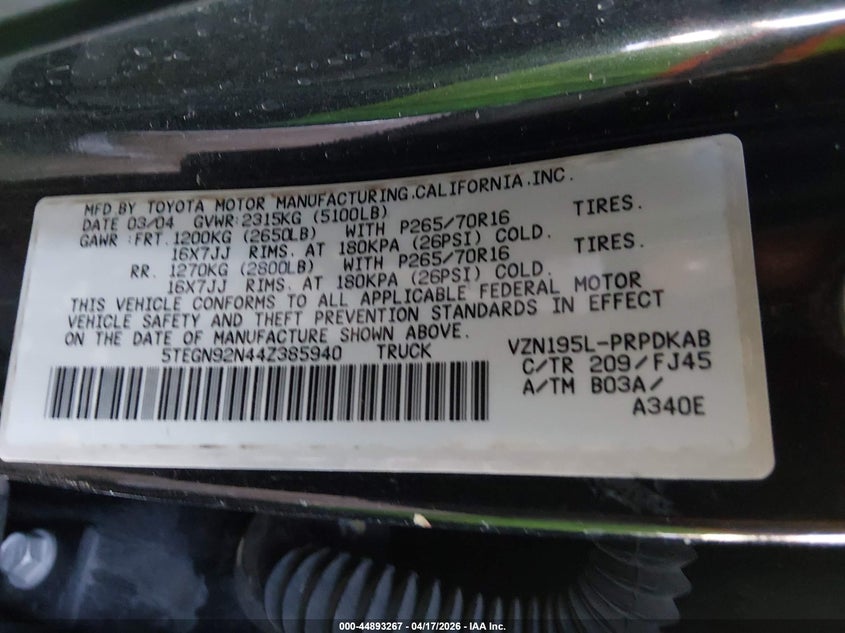 MFD BY TOYOTA MOTOR MANUFACTURING.CALIFORNIA.INC.
DATE 03/04 GVWR:2315KG (5100LB)
GAWR :FRT. 1200KG (2650LB) WITH P265/70R16 TIRES.
16X7JJ RIMS. AT 180KPA (26PSI) COLD.
RR. 1270KG (2800LB) WITH P265/70R16 TIRES.
16X7JJ RIMS. AT 180KPA (26PSI) COLD.
THIS VEHICLE CONFORMS TO ALL APPLICABLE FEDERAL MOTOR
VEHICLE SAFETY AND THEFT PREVENTION STANDARDS IN EFFECT
ON THE DATE OF MANUFACTURE SHOWN ABOVE.
5TEGN92N44Z385940 TRUCK VZN195L-PRPDKAB
C/TR 209/FJ45
A/TM B03A/
A340E
000-44893267 - 04/17/2026 - IAA Inc.